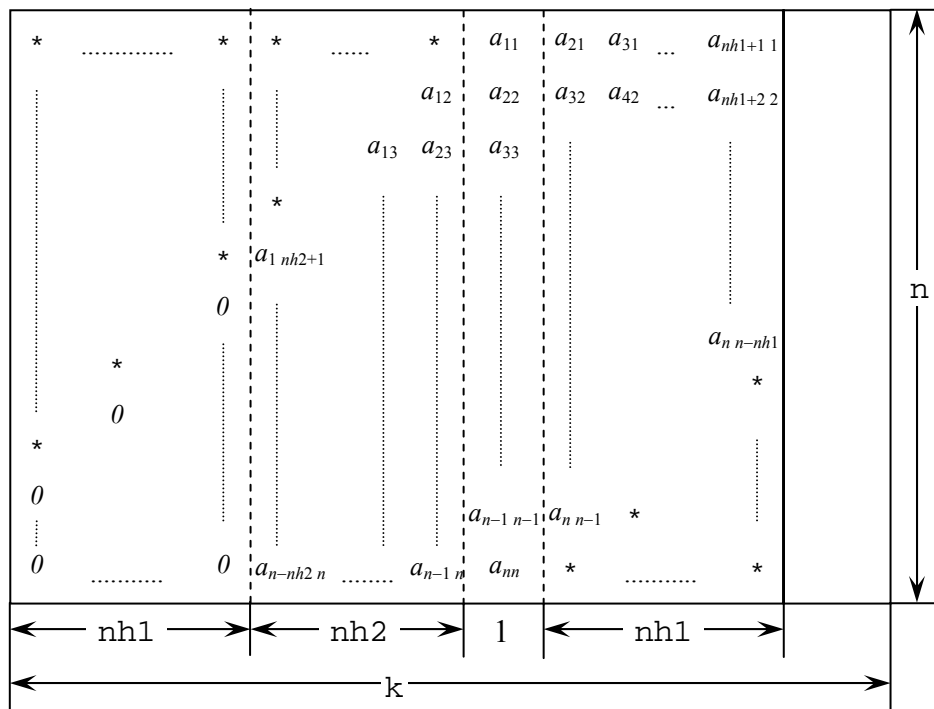 * ............. * * ...... * a11 a21 a31 ... anh1+1 1
a12 a22 a32 a42 ... anh1+2 2
a13 a23 a33
*
* a1 nh2+1
0
n
an n−nh1
* *
0
*
0
an−1 n−1 an n−1 *
0 ........... 0 an−nh2 n ........ an−1 n ann * ........... *
nh1 nh2 1 nh1
k